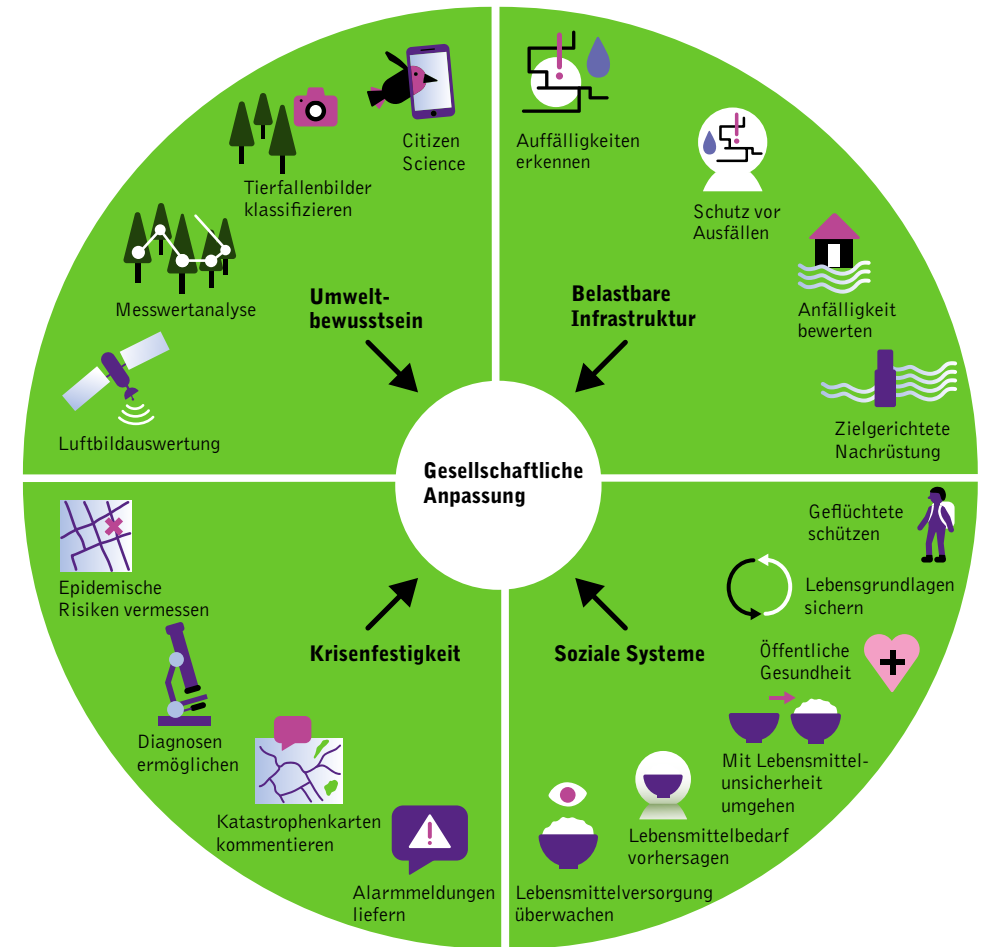 Citizen
Science
Tierfallenbilder
klassifizieren
Messwertanalyse
Luftbildauswertung
Umwelt-
bewusstsein
Auffälligkeiten
erkennen
Schutz vor
Ausfällen
Anfälligkeit
bewerten
Zielgerichtete
Nachrüstung
Belastbare
Infrastruktur
Gesellschaftliche
Anpassung
Epidemische
Risiken vermessen
Diagnosen
ermöglichen
Katastrophenkarten
kommentieren
Alarmmeldungen
liefern
Krisenfestigkeit
Soziale Systeme
Geflüchtete
schützen
Lebensgrundlagen
sichern
Öffentliche
Gesundheit
Mit Lebensmittel-
unsicherheit
umgehen
Lebensmittelbedarf
vorhersagen
Lebensmittelversorgung
überwachen